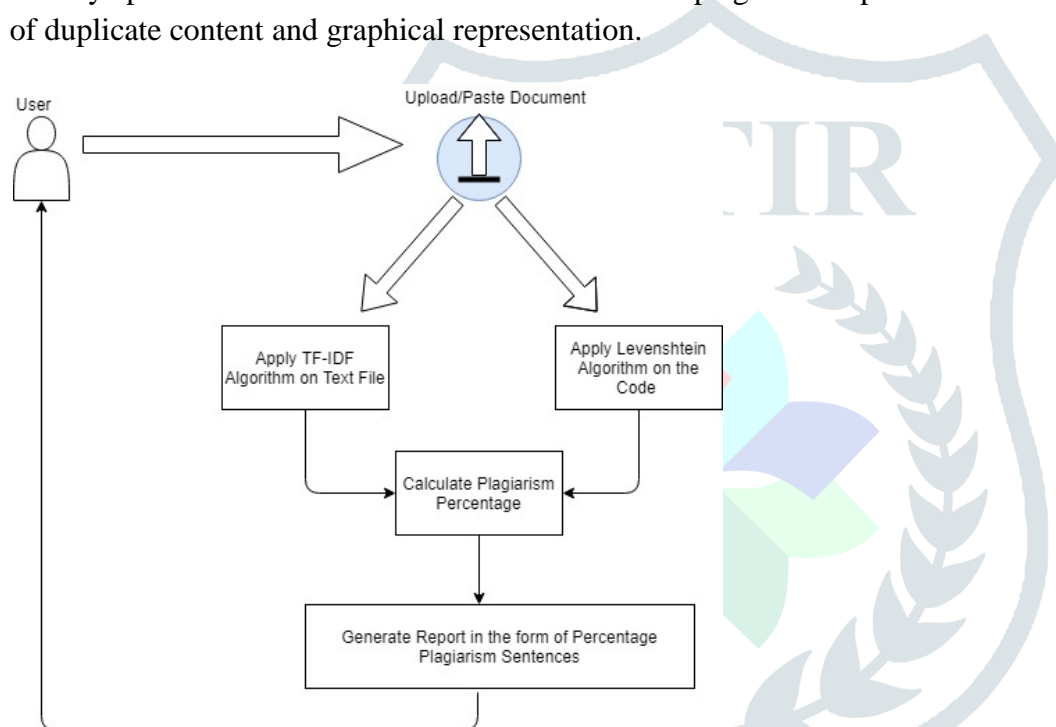 of duplicate content and graphical representation.
User
Upload/Paste Document
TIR
Apply TF-IDF
Algorithm on Text File
Apply Levenshtein
Algorithm on the
Code
Calculate Plagiarism
Percentage
Generate Report in the form of Percentage
Plagiarism Sentences